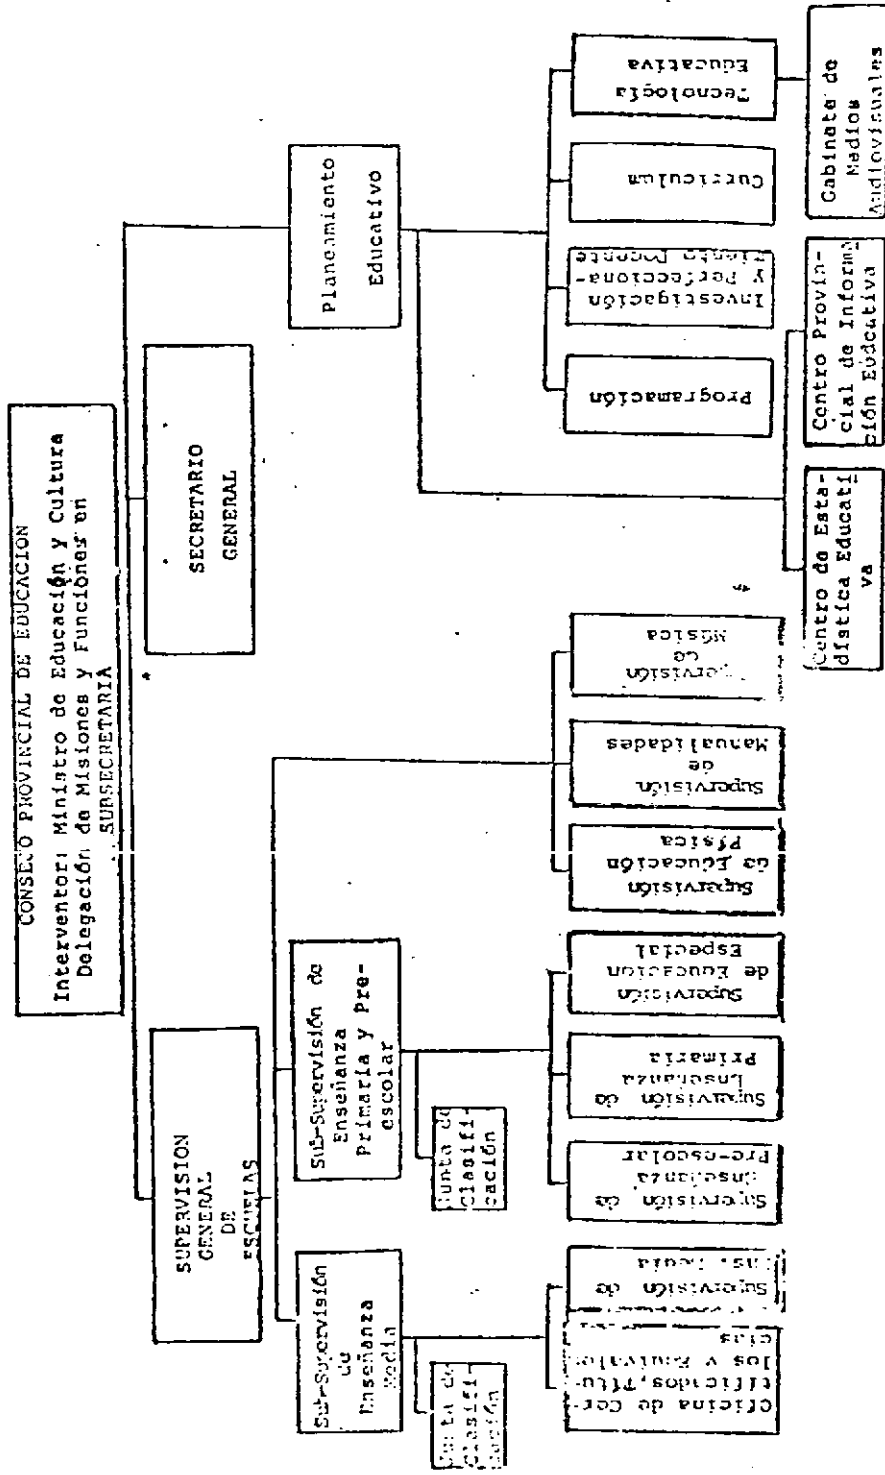 CONSEJO PROVINCIAL DE EDUCACION
Interventor: Ministro de Educación y Cultura
Delegación de Misiones y Funciones en
SUBSECRETARIA
SUPERVISION
GENERAL
DE
ESCUELAS
SECRETARIO
GENERAL
Planeamiento
Educativo
Sub-Supervisión
de
Enseñanza
Media
Junta de
Clasifi-
cación
Sub-Supervisión de
Enseñanza
Primaria y Pre-
escolar
Junta de
Clasifi-
cación
Oficina de Cer-
tificados, Títu-
los y Equivalen
cias
Supervisión de
Ens. Media
Supervisión de
Enseñanza
Pre-escolar
Supervisión de
Enseñanza
Primaria
Supervisión
de Educación
Especial
Supervisión
de Educación
Física
Supervisión
de
Manualidades
Supervisión
de
Música
Programación
Investigación
y Perfecciona-
miento Docente
Curriculum
Tecnología
Educativa
Centro de Esta-
dística Educati
va
Centro Provin-
cial de Informa
ción Eudcativa
Gabinate de
Medios
Audiovisuales